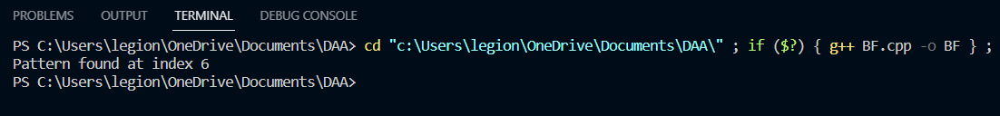 PROBLEMS OUTPUT TERMINAL DEBUG CONSOLE
PS C:\Users\legion\OneDrive\Documents\DAA> cd "c:\Users\legion\OneDrive\Documents\DAA\" ; if ($?) { g++ BF.cpp -o BF } ;
Pattern found at index 6
PS C:\Users\legion\OneDrive\Documents\DAA>